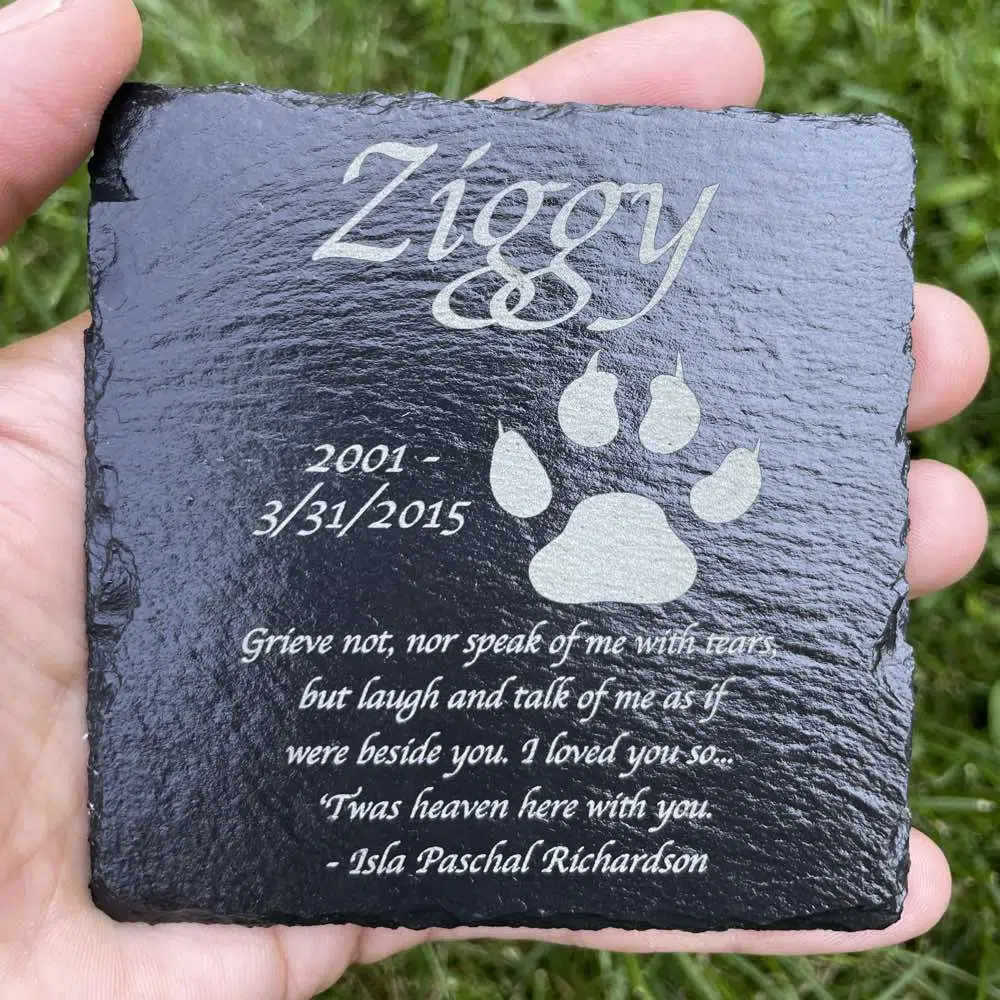 Ziggy
2001 -
3/31/2015
Grieve not, nor speak of me with tears,
but laugh and talk of me as if
were beside you. I loved you so...
'Twas heaven here with you.
- Isla Paschal Richardson